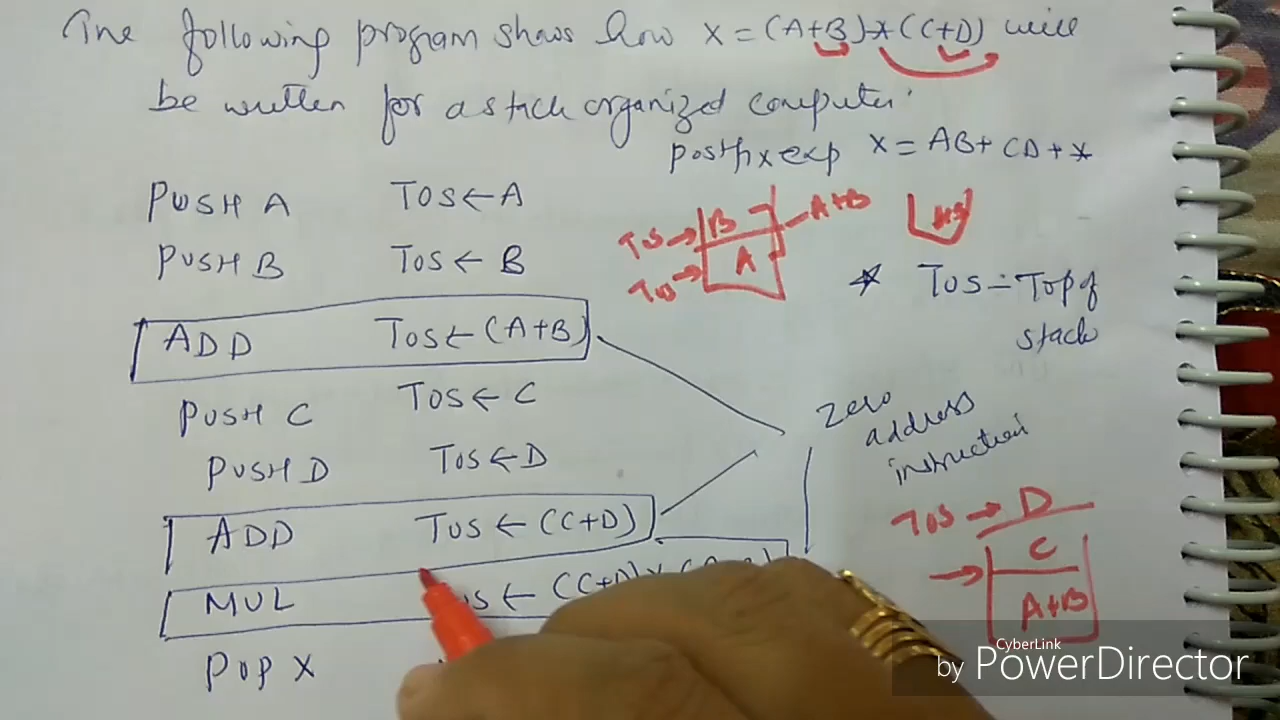 The following program shows how X = (A+B) * (C+D) will
be written for a stack organized computer.
postfix exp X = AB+ CD+ *
PUSH A TOS ← A
PUSH B TOS ← B
ADD TOS ← (A+B)
PUSH C TOS ← C
PUSH D TOS ← D
ADD TOS ← (C+D)
MUL TOS ← (C+D) *
POP X
TOS → B A+B
TOS → A
* TOS = Top of
stack
zero
address
instruction
TOS → D
→ C
A+B
CyberLink
by PowerDirector